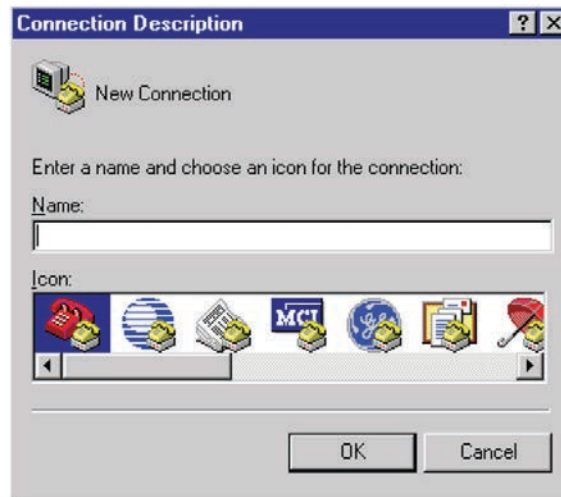 Connection Description
New Connection
Enter a name and choose an icon for the connection:
Name:
Icon:
MCI
OK
Cancel